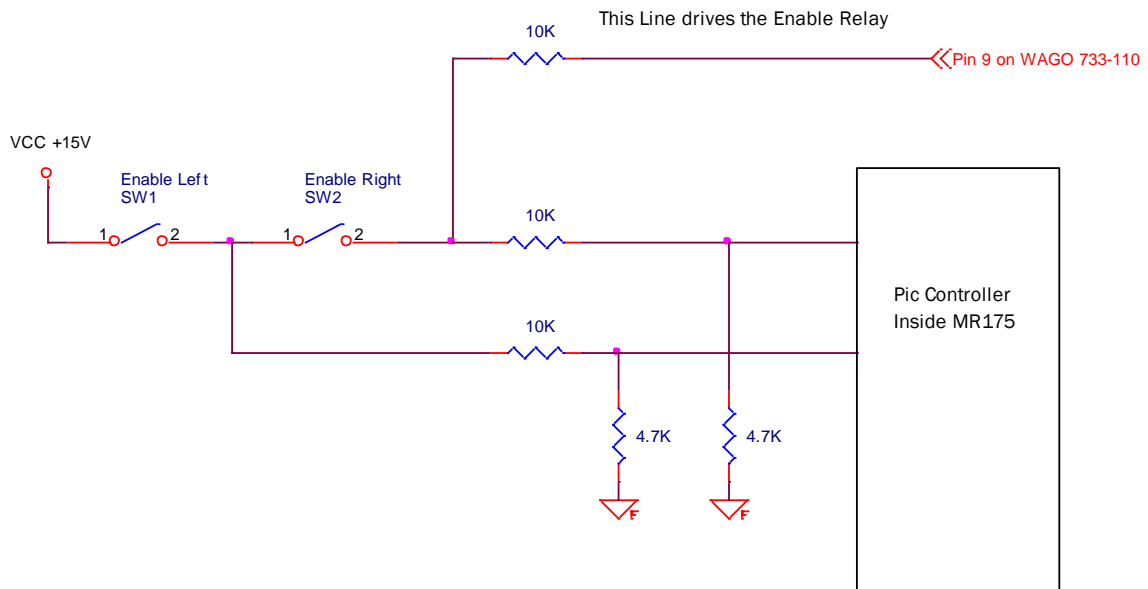 This Line drives the Enable Relay
10K
Pin 9 on WAGO 733-110
VCC +15V
Enable Left
SW1
Enable Right
SW2
1
2
1
2
10K
Pic Controller
Inside MR175
10K
4.7K
4.7K
F
F